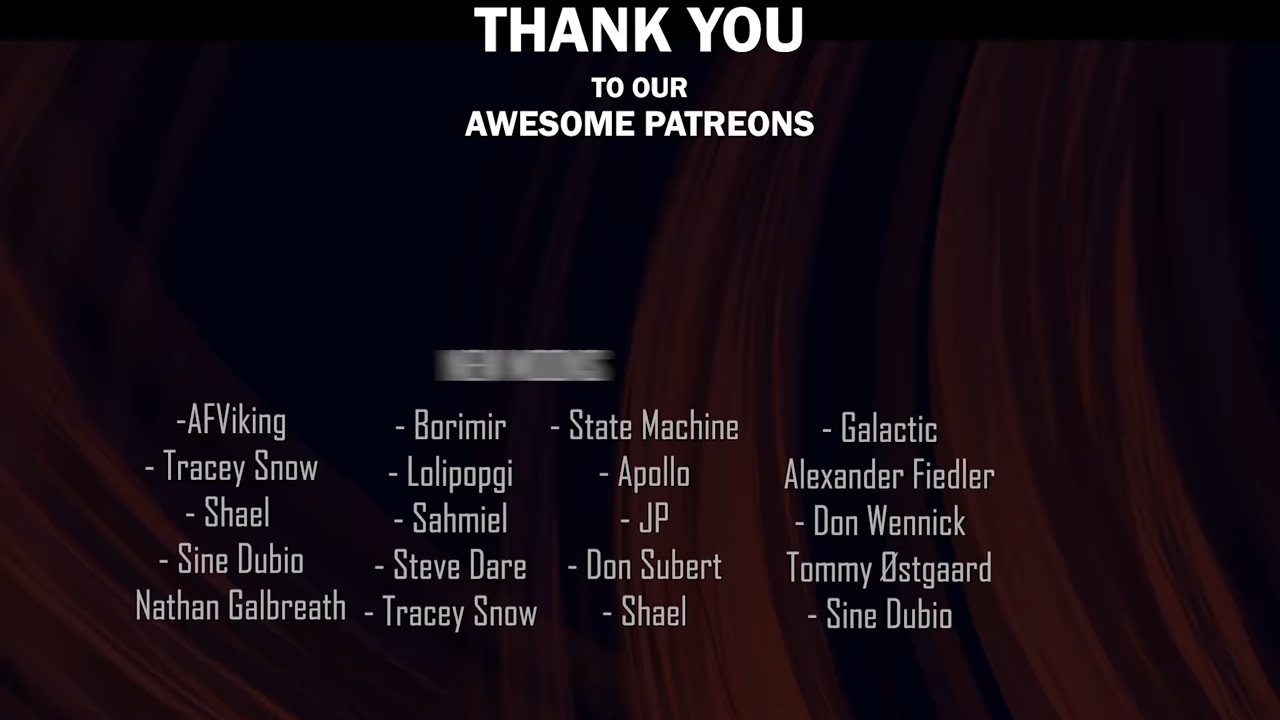 THANK YOU
TO OUR
AWESOME PATREONS
-AFViking
- Tracey Snow
- Shael
- Sine Dubio
Nathan Galbreath
- Borimir
- Lolipopgi
- Sahmiel
- Steve Dare
- Tracey Snow
- State Machine
- Apollo
- JP
- Don Subert
- Shael
- Galactic
Alexander Fiedler
- Don Wennick
Tommy Østgaard
- Sine Dubio